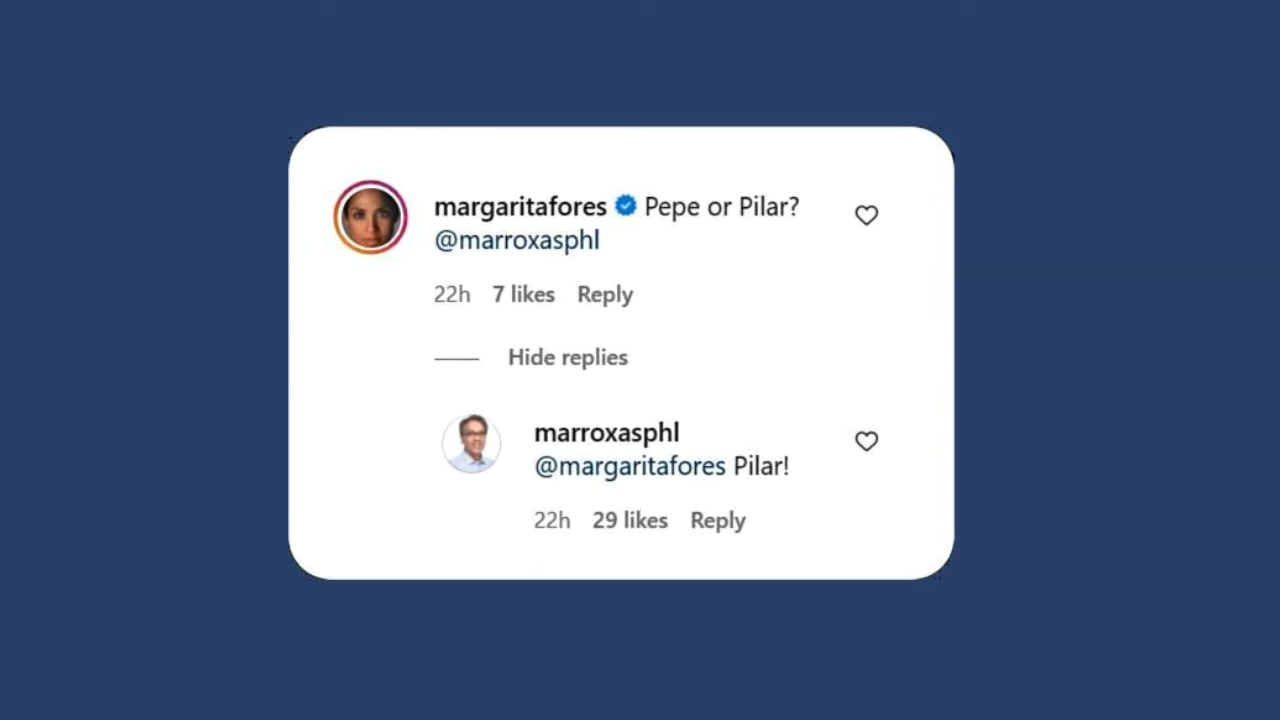 margaritafores Pepe or Pilar?
@marroxasphl
22h 7 likes Reply
Hide replies
marroxasphl
@margaritafores Pilar!
22h 29 likes Reply